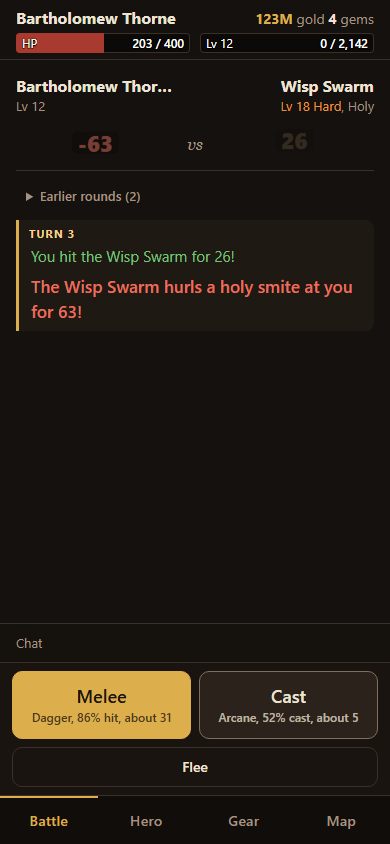 Bartholomew Thorne
123M gold 4 gems
HP 203 / 400
Lv 12 0 / 2,142
Bartholomew Thor...
Wisp Swarm
Lv 12
Lv 18 Hard, Holy
-63
vs
26
▶ Earlier rounds (2)
TURN 3
You hit the Wisp Swarm for 26!
The Wisp Swarm hurls a holy smite at you
for 63!
Chat
Melee
Dagger, 86% hit, about 31
Cast
Arcane, 52% cast, about 5
Flee
Battle
Hero
Gear
Map